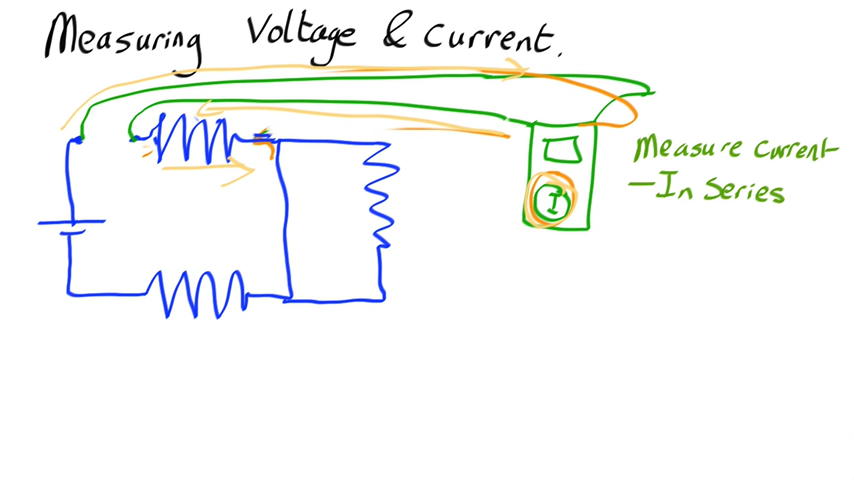 Measuring Voltage & Current.
Measure Current
-In Series
I